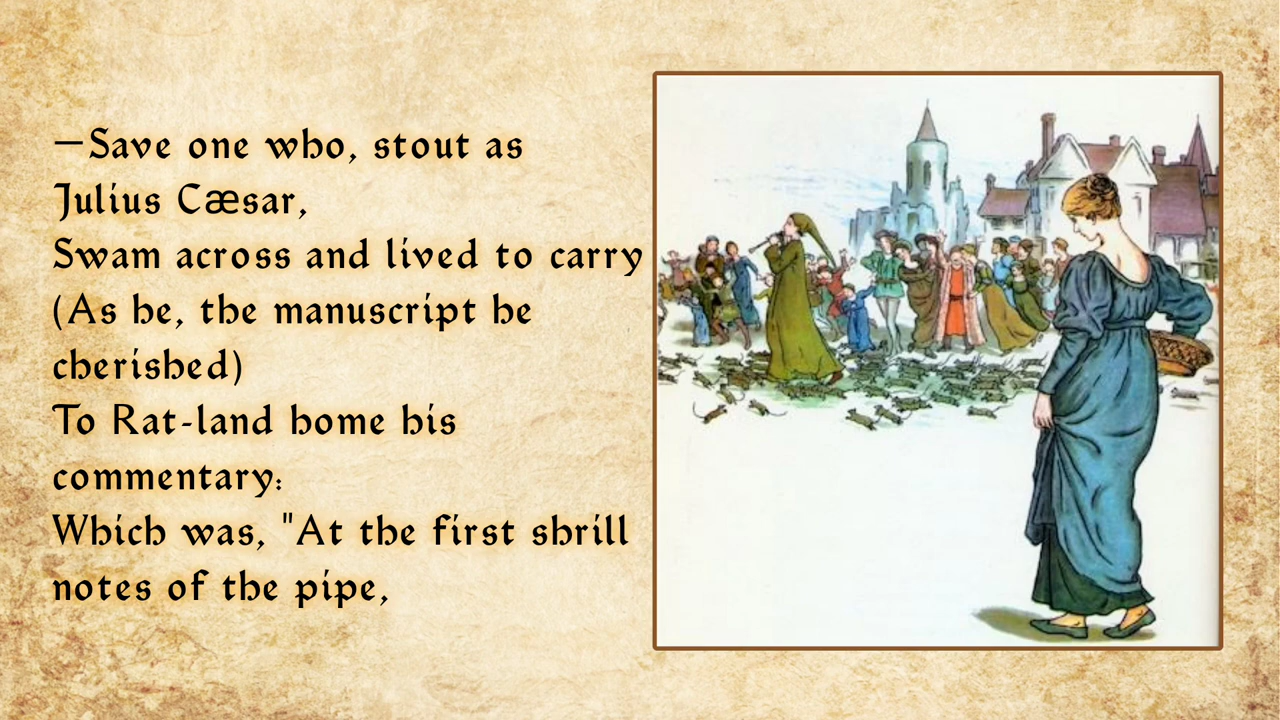 —Save one who, stout as
Julius Cæsar,
Swam across and lived to carry
(As he, the manuscript he
cherished)
To Rat-land home his
commentary:
Which was, "At the first shrill
notes of the pipe,